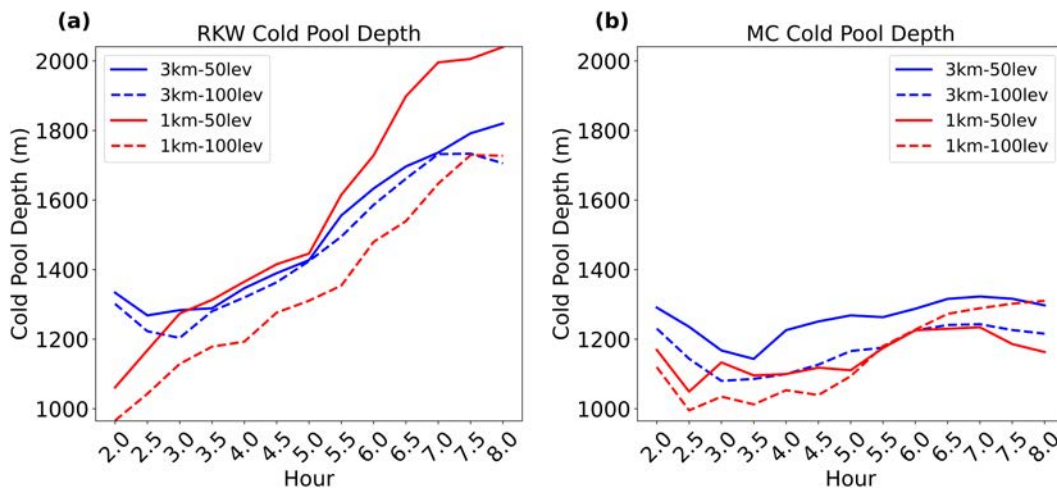 (a)
RKW Cold Pool Depth
3km-50lev
3km-100lev
1km-50lev
1km-100lev
Cold Pool Depth (m)
2000
1800
1600
1400
1200
1000
2.0 2.5 3.0 3.5 4.0 4.5 5.0 5.5 6.0 6.5 7.0 7.5 8.0
Hour
(b)
MC Cold Pool Depth
3km-50lev
3km-100lev
1km-50lev
1km-100lev
Cold Pool Depth (m)
2000
1800
1600
1400
1200
1000
2.0 2.5 3.0 3.5 4.0 4.5 5.0 5.5 6.0 6.5 7.0 7.5 8.0
Hour